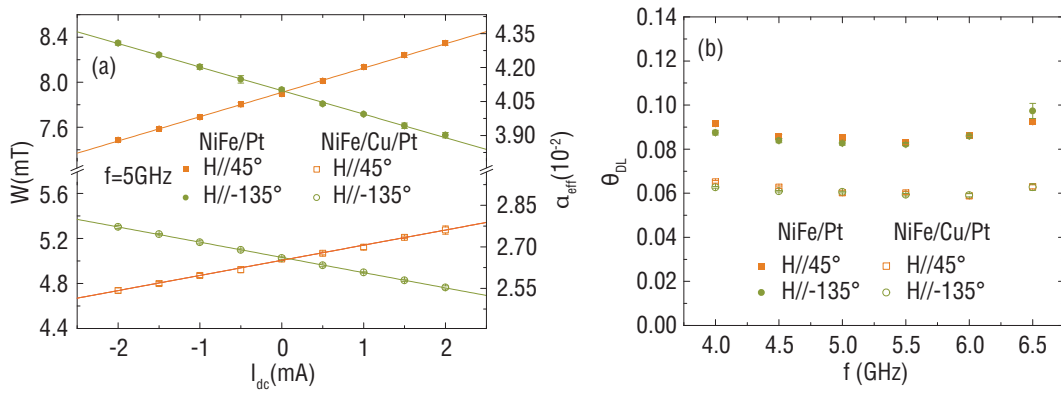 (a)
8.4
8.0
7.6
5.6
5.2
4.8
4.4
W(mT)
4.35
4.20
4.05
3.90
2.85
2.70
2.55
α_eff(10⁻²)
NiFe/Pt NiFe/Cu/Pt
f=5GHz H//45° H//45°
H//-135° H//-135°
-2 -1 0 1 2
I_dc(mA)
(b)
0.14
0.12
0.10
0.08
0.06
0.04
0.02
0.00
θ_DL
NiFe/Pt NiFe/Cu/Pt
H//45° H//45°
H//-135° H//-135°
4.0 4.5 5.0 5.5 6.0 6.5
f (GHz)